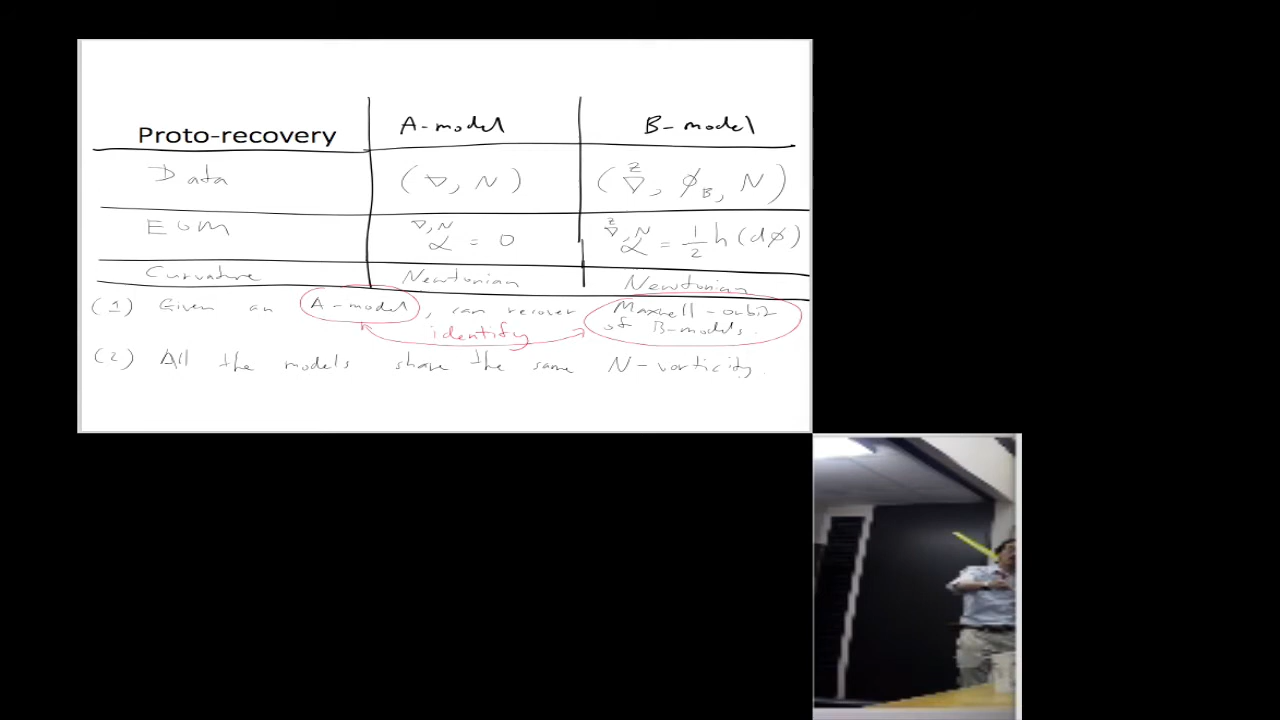 Proto-recovery A-model B-model
Data (∇, N) (∇ᶻ, ϕ_B, N)
EOM ∇, N α = 0 ∇ᶻ, N α = 1/2 h(dϕ)
Curvature Newtonian Newtonian
(1) Given an A-model, can recover Maxwell-orbit
of B-models.
identify
(2) All the models share the same N-vorticity.